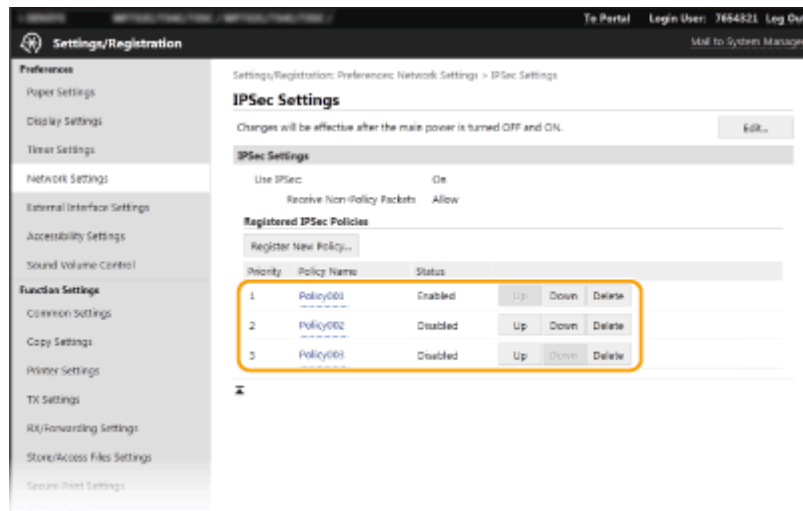 To Portal Login User: 7654321 Log Ou
Settings/Registration
Mail to System Manage
Preferences
Paper Settings
Display Settings
Timer Settings
Network Settings
External Interface Settings
Accessibility Settings
Sound Volume Control
Function Settings
Common Settings
Copy Settings
Printer Settings
TX Settings
RX/Forwarding Settings
Store/Access Files Settings
Secure Print Settings
Settings/Registration: Preferences: Network Settings > IPSec Settings
IPSec Settings
Changes will be effective after the main power is turned OFF and ON.
Edit...
IPSec Settings
Use IPSec: On
Receive Non-Policy Packets Allow
Registered IPSec Policies
Register New Policy...
Priority Policy Name Status
1 Policy001 Enabled Up Down Delete
2 Policy002 Disabled Up Down Delete
3 Policy003 Disabled Up Down Delete